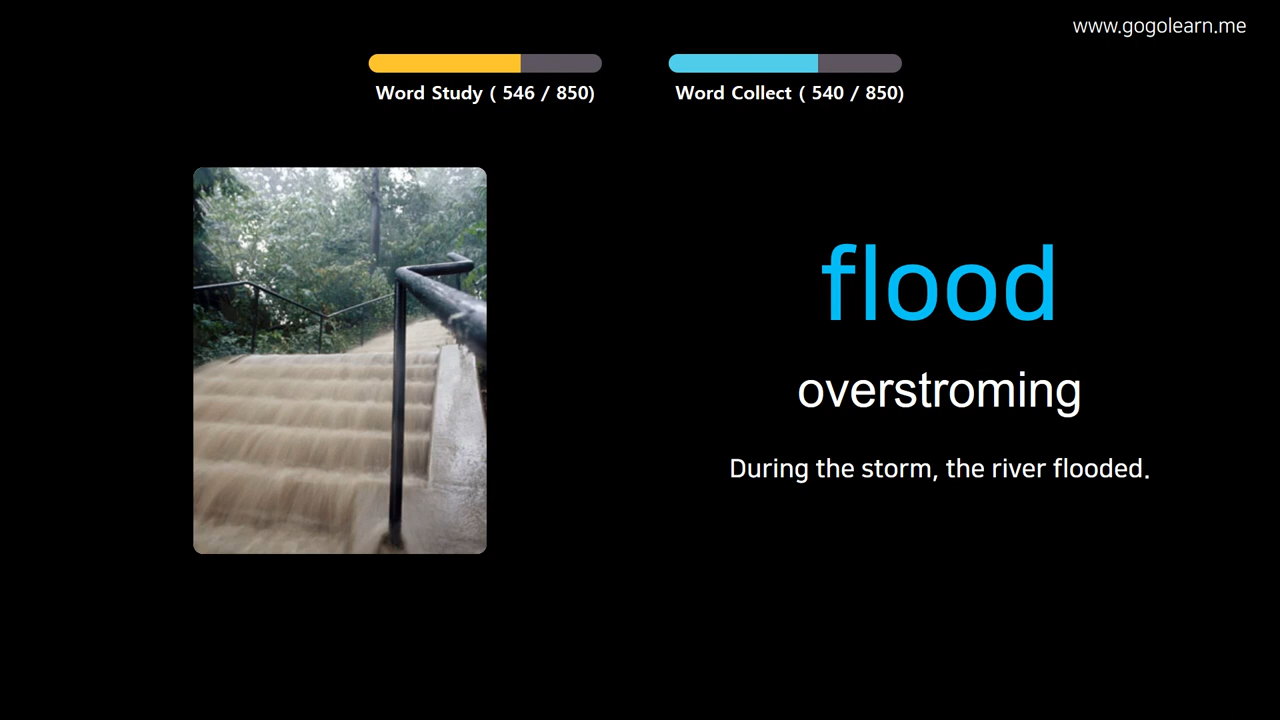 www.gogolearn.me
Word Study ( 546 / 850)
Word Collect ( 540 / 850)
flood
overstroming
During the storm, the river flooded.